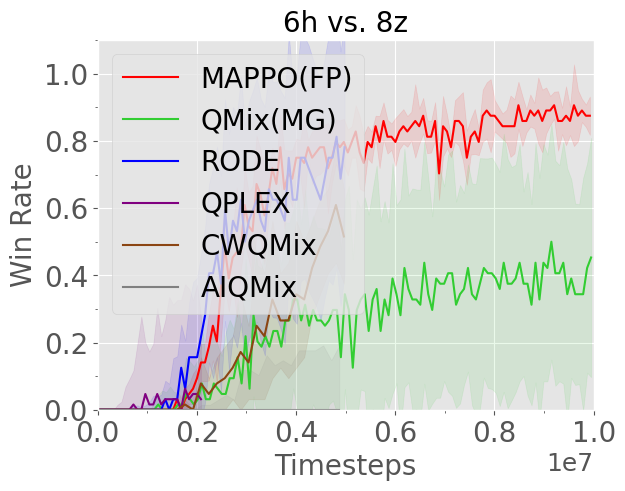 6h vs. 8z
1.0
0.8
0.6
0.4
0.2
0.0
Win Rate
MAPPO(FP)
QMix(MG)
RODE
QPLEX
CWQMix
AIQMix
0.0 0.2 0.4 0.6 0.8 1.0
Timesteps
1e7